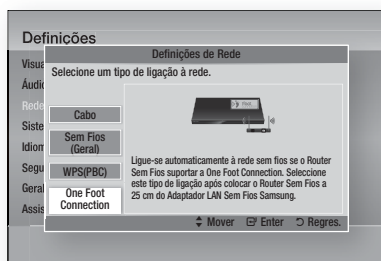 Definições
Definições de Rede
Selecione um tipo de ligação à rede.
Rede
Cabo
Sem Fios
(Geral)
WPS(PBC)
One Foot
Connection
Ligue-se automaticamente à rede sem fios se o Router
Sem Fios suportar a One Foot Connection. Seleccione
este tipo de ligação após colocar o Router Sem Fios a
25 cm do Adaptador LAN Sem Fios Samsung.
Visua
Áudio
Siste
Idiom
Segu
Geral
Assis
Mover Enter Regres.